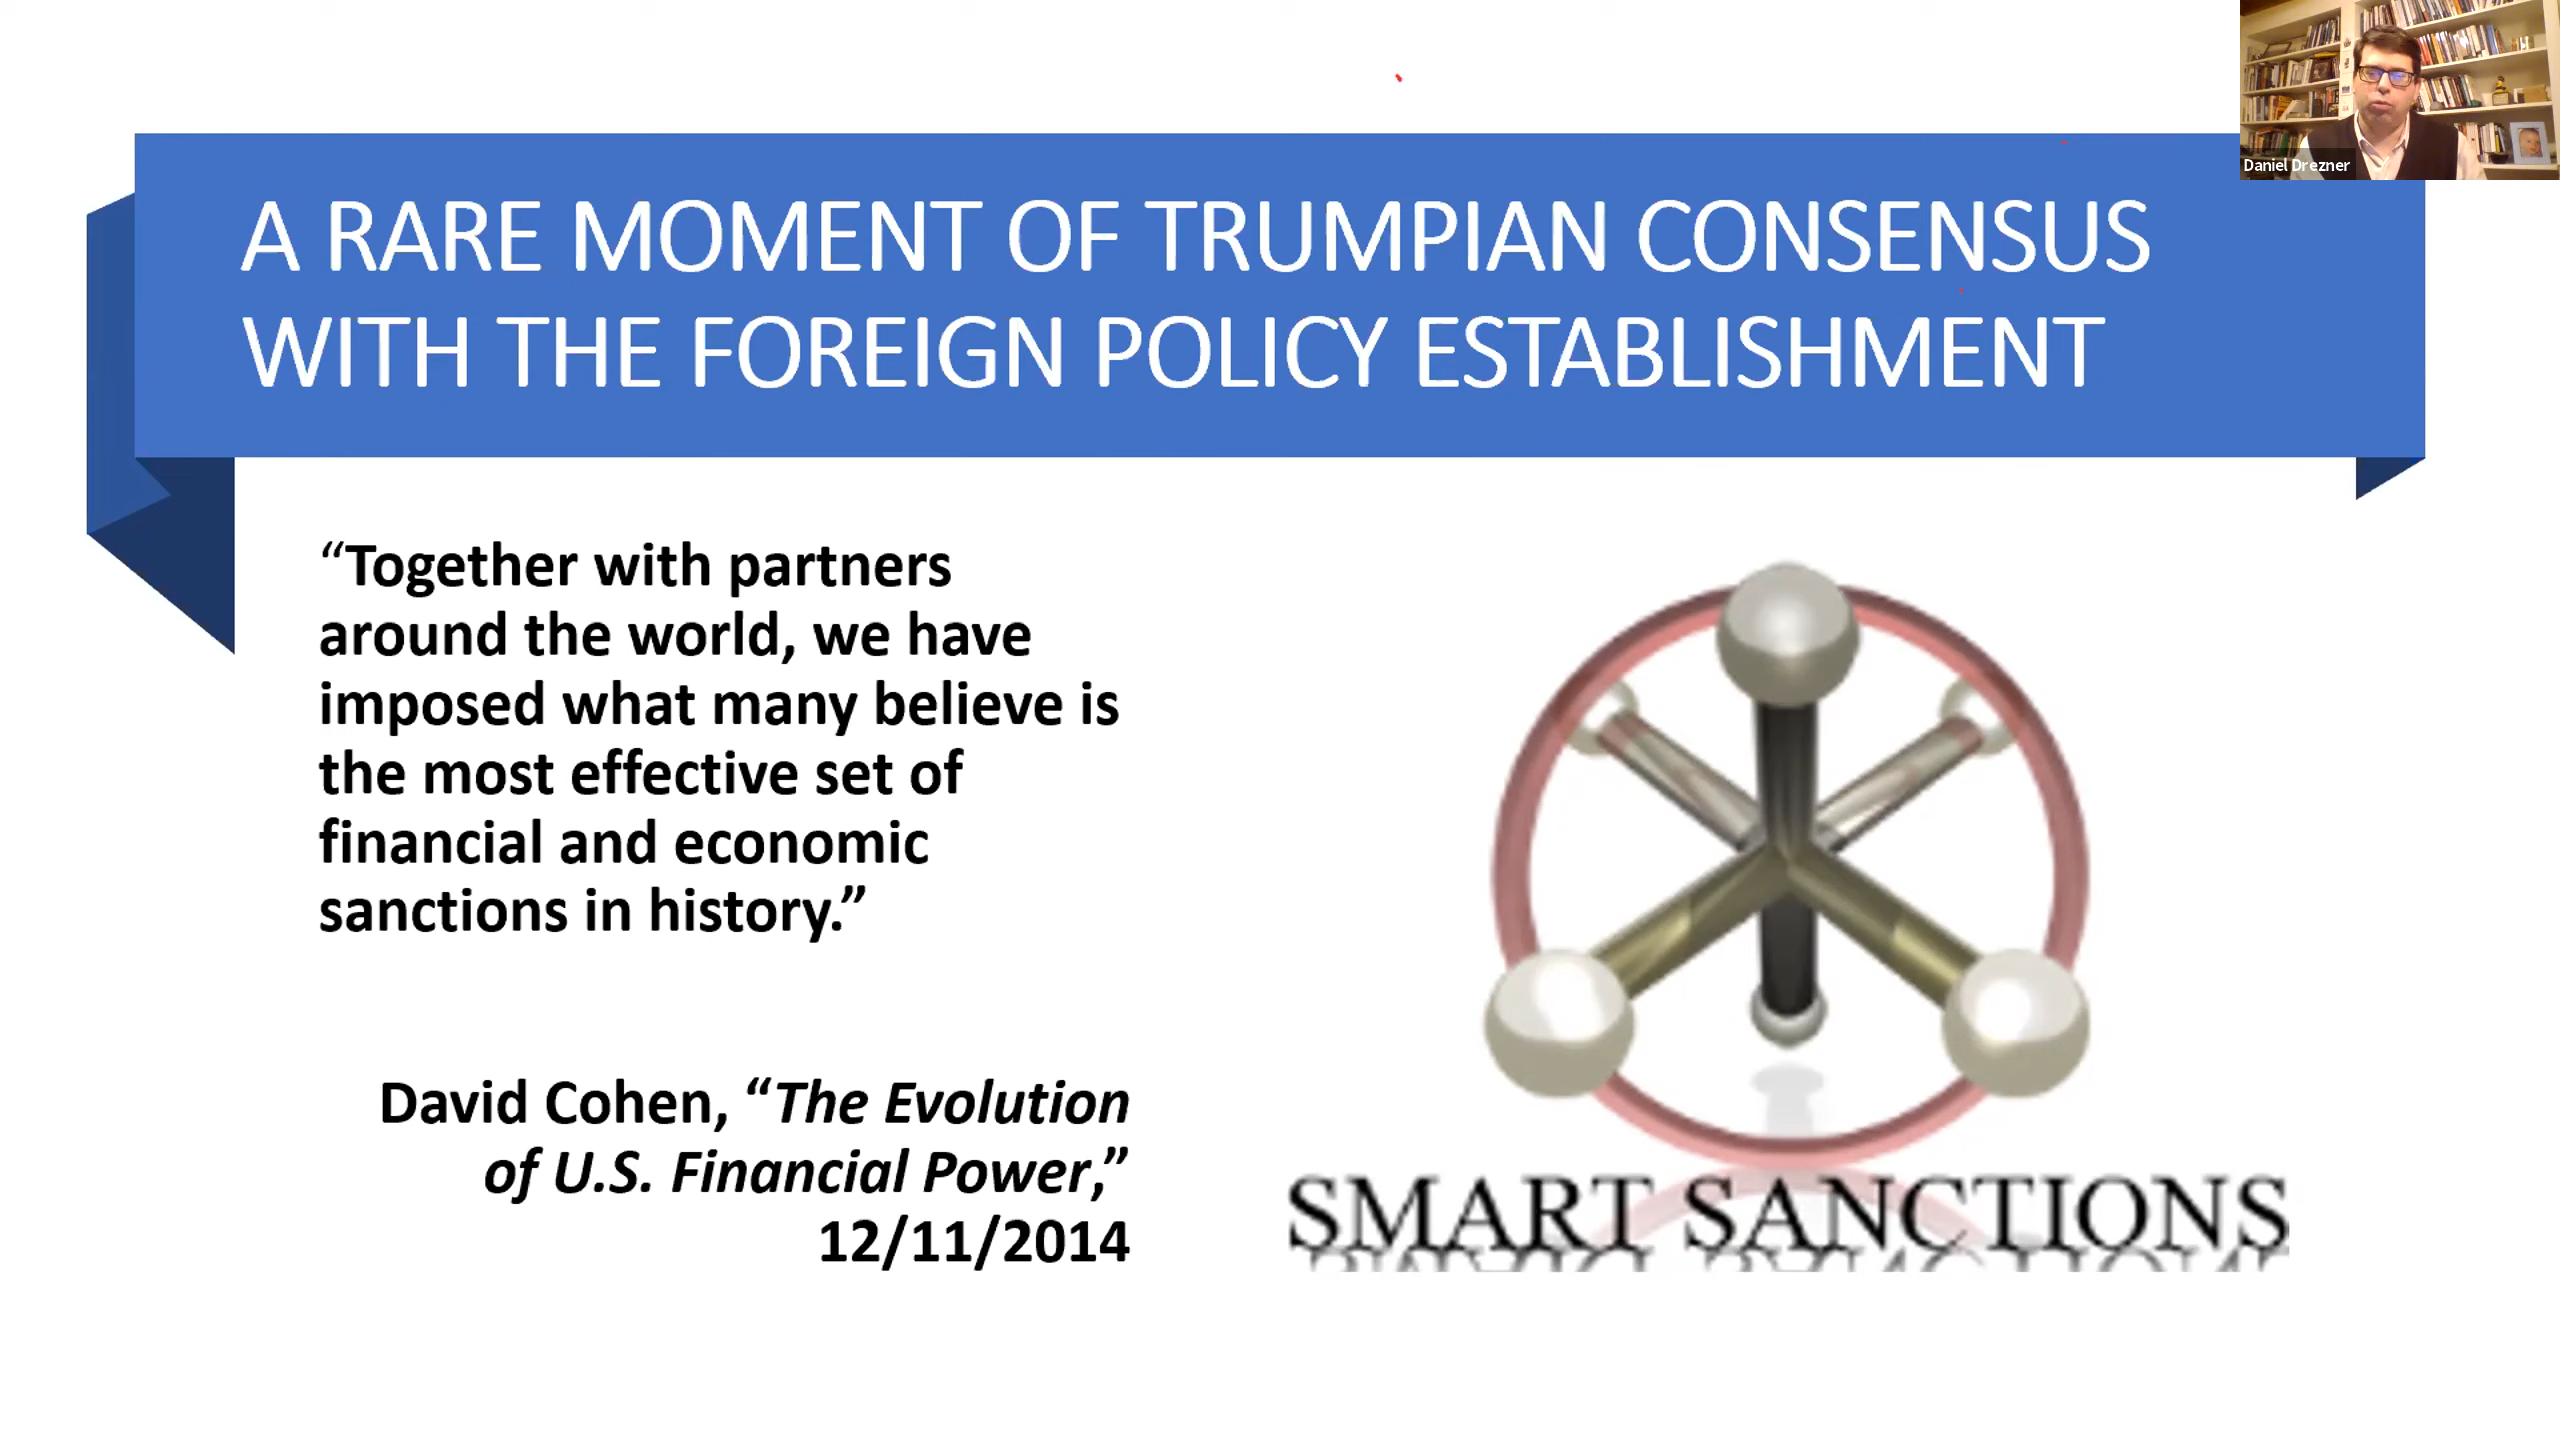 Daniel Drezner
A RARE MOMENT OF TRUMPIAN CONSENSUS
WITH THE FOREIGN POLICY ESTABLISHMENT
“Together with partners
around the world, we have
imposed what many believe is
the most effective set of
financial and economic
sanctions in history.”
David Cohen, “The Evolution
of U.S. Financial Power,”
12/11/2014
SMART SANCTIONS